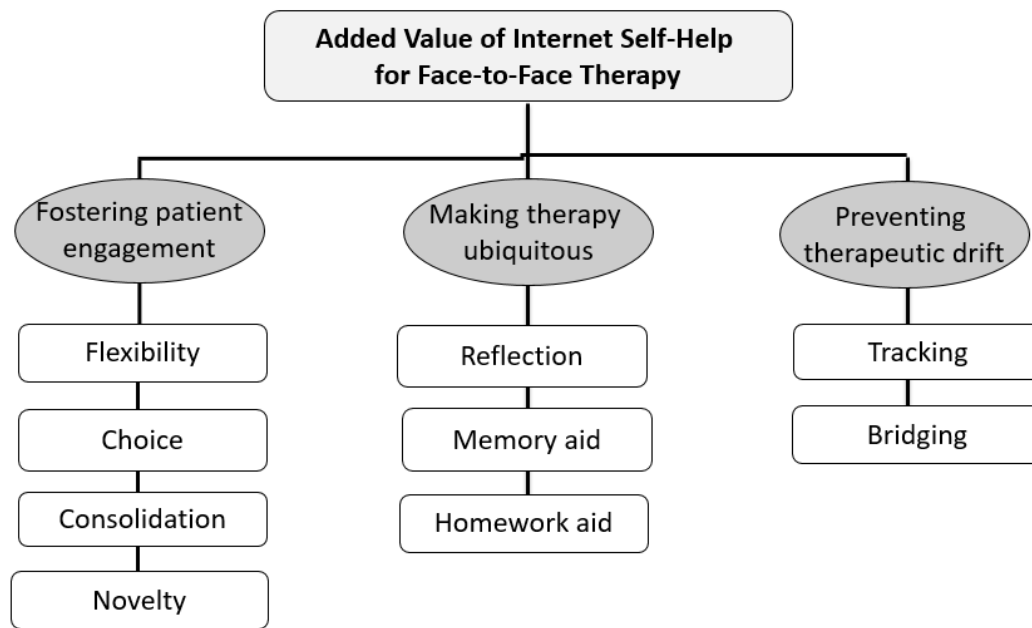 Added Value of Internet Self-Help
for Face-to-Face Therapy
Fostering patient
engagement
Flexibility
Choice
Consolidation
Novelty
Making therapy
ubiquitous
Reflection
Memory aid
Homework aid
Preventing
therapeutic drift
Tracking
Bridging